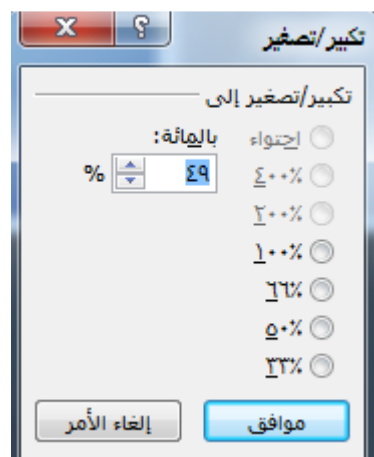 تكبير/تصغير
تكبير/تصغير إلى
احتواء
بالمائة:
٤٠٠٪
٤٩ %
٢٠٠٪
١٠٠٪
٦٦٪
٥٠٪
٣٣٪
موافق
إلغاء الأمر